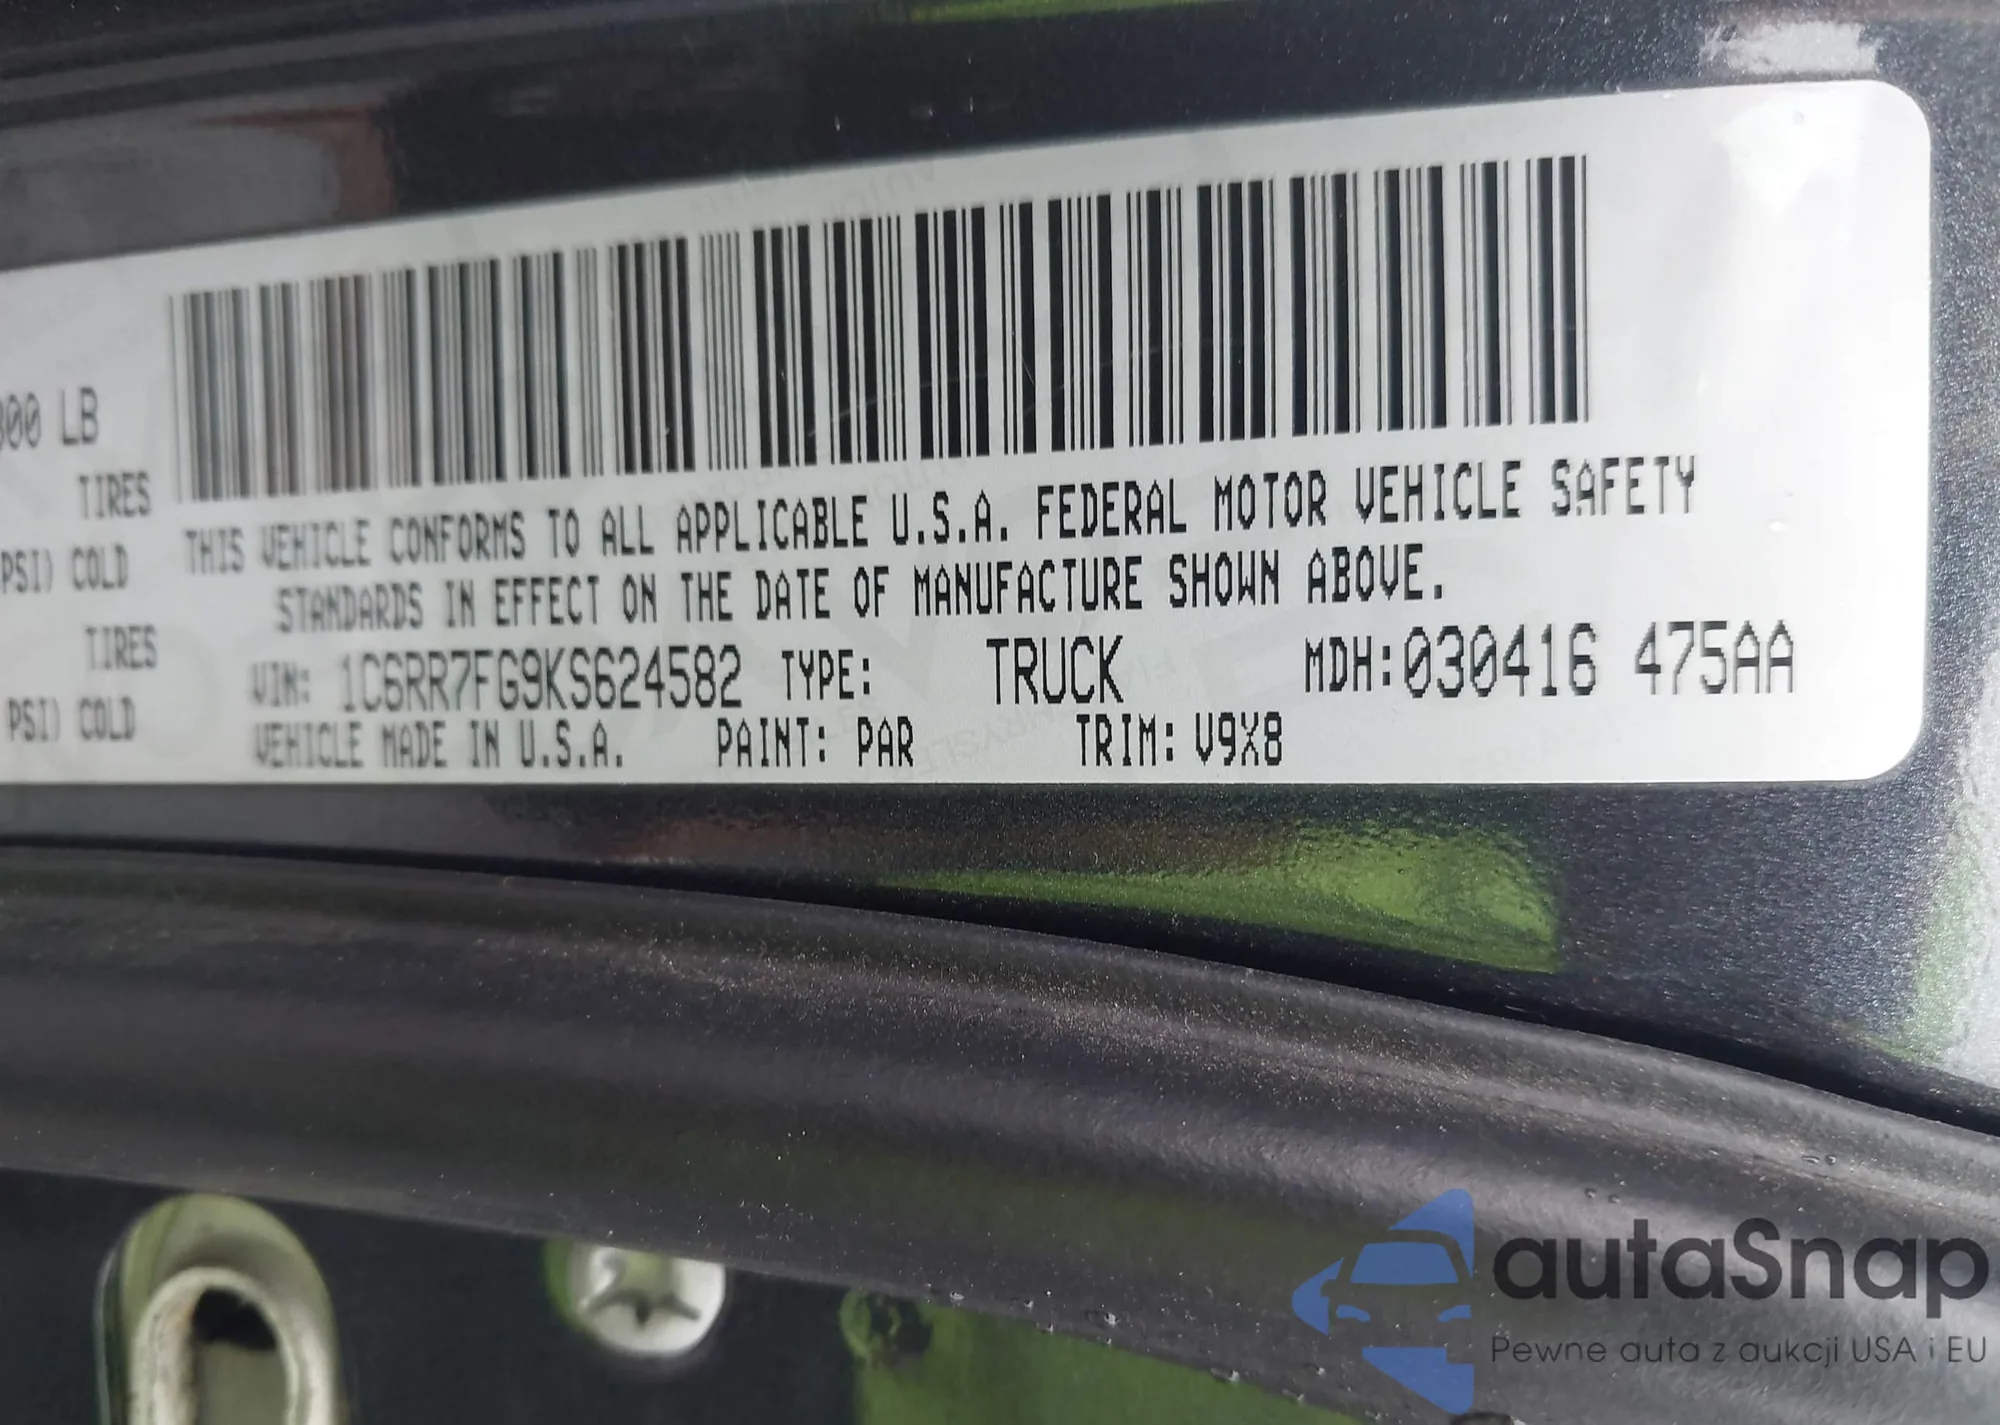 00 LB
TIRES
PSI) COLD
TIRES
PSI) COLD
THIS VEHICLE CONFORMS TO ALL APPLICABLE U.S.A. FEDERAL MOTOR VEHICLE SAFETY
STANDARDS IN EFFECT ON THE DATE OF MANUFACTURE SHOWN ABOVE.
VIN: 1C6RR7FG9KS624582 TYPE: TRUCK MDH:030416 475AA
VEHICLE MADE IN U.S.A. PAINT: PAR TRIM: V9X8
autaSnap
Pewne auta z aukcji USA i EU